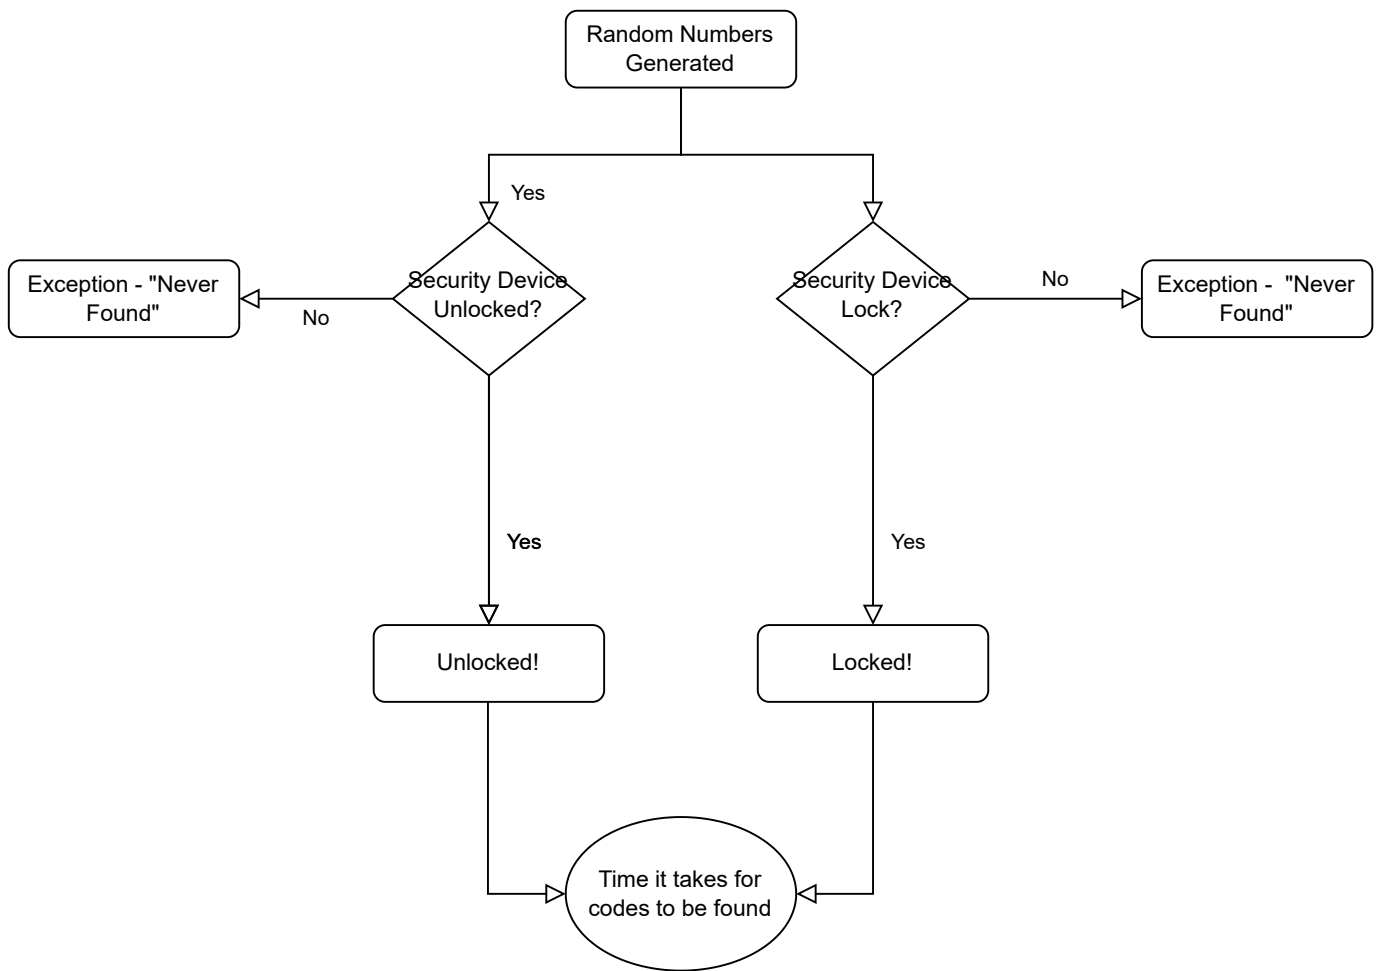 Random Numbers
Generated
Yes
Exception - "Never
Found"
No
Security Device
Unlocked?
Security Device
Lock?
No
Exception -  "Never
Found"
Yes
Yes
Unlocked!
Locked!
Time it takes for
codes to be found